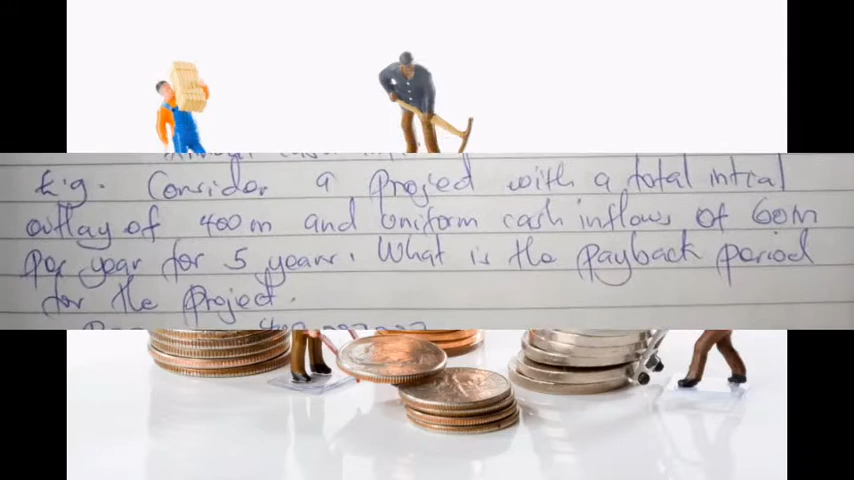 E.g. Consider a project with a total intial
outlay of 400m and uniform cash inflows of 60m
per year for 5 years. What is the payback period
for the project.